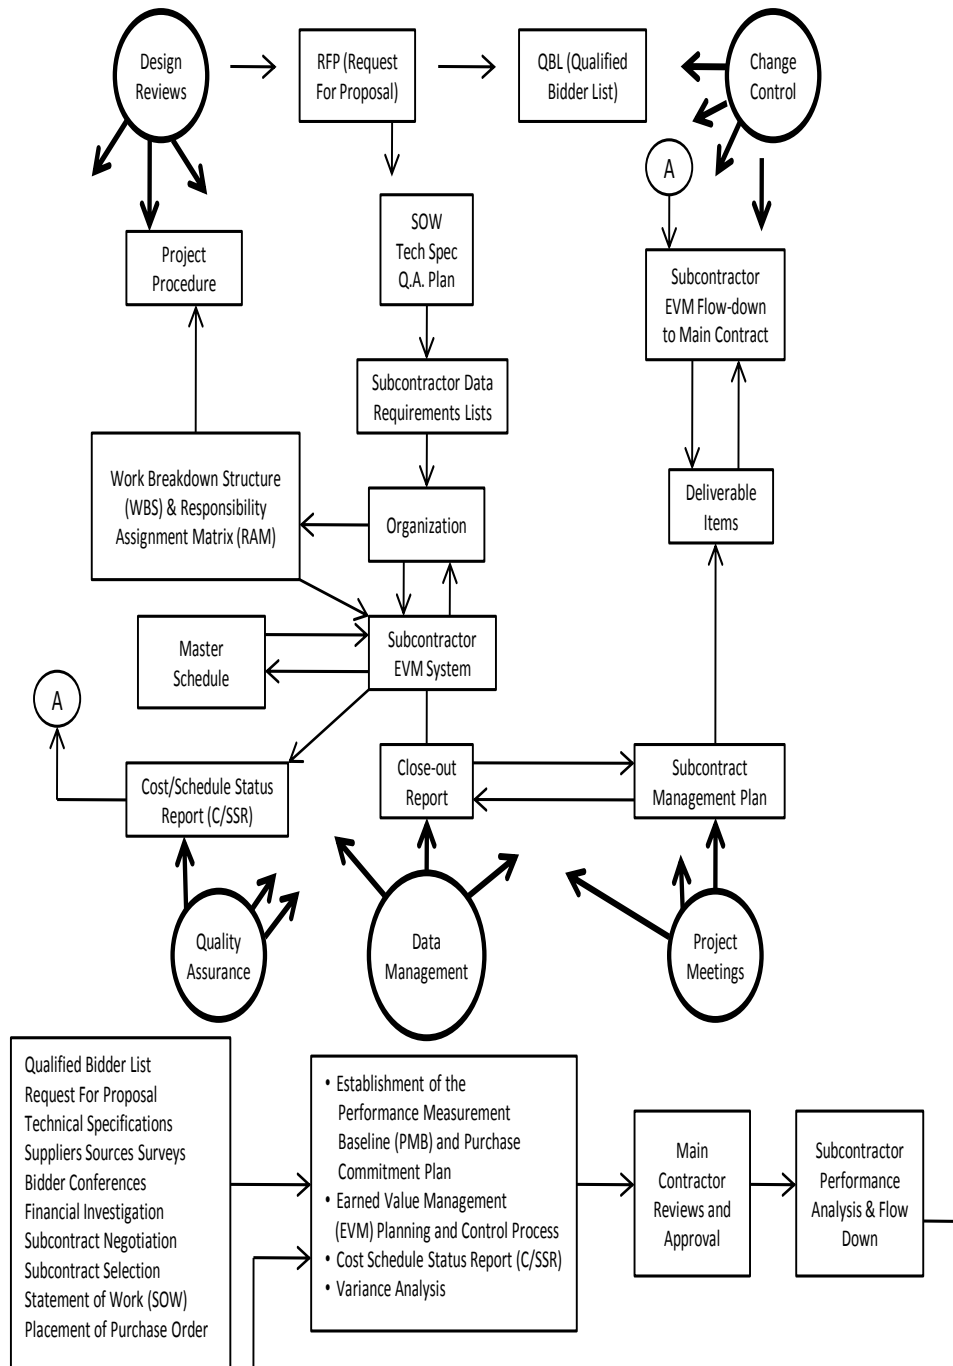 Design
Reviews
RFP (Request
For Proposal)
QBL (Qualified
Bidder List)
Change
Control
A
SOW
Tech Spec
Q.A. Plan
Project
Procedure
Subcontractor
EVM Flow-down
to Main Contract
Subcontractor Data
Requirements Lists
Work Breakdown Structure
(WBS) & Responsibility
Assignment Matrix (RAM)
Organization
Deliverable
Items
Master
Schedule
Subcontractor
EVM System
A
Cost/Schedule Status
Report (C/SSR)
Close-out
Report
Subcontract
Management Plan
Quality
Assurance
Data
Management
Project
Meetings
Qualified Bidder List
Request For Proposal
Technical Specifications
Suppliers Sources Surveys
Bidder Conferences
Financial Investigation
Subcontract Negotiation
Subcontract Selection
Statement of Work (SOW)
Placement of Purchase Order
• Establishment of the
Performance Measurement
Baseline (PMB) and Purchase
Commitment Plan
• Earned Value Management
(EVM) Planning and Control Process
• Cost Schedule Status Report (C/SSR)
• Variance Analysis
Main
Contractor
Reviews and
Approval
Subcontractor
Performance
Analysis & Flow
Down